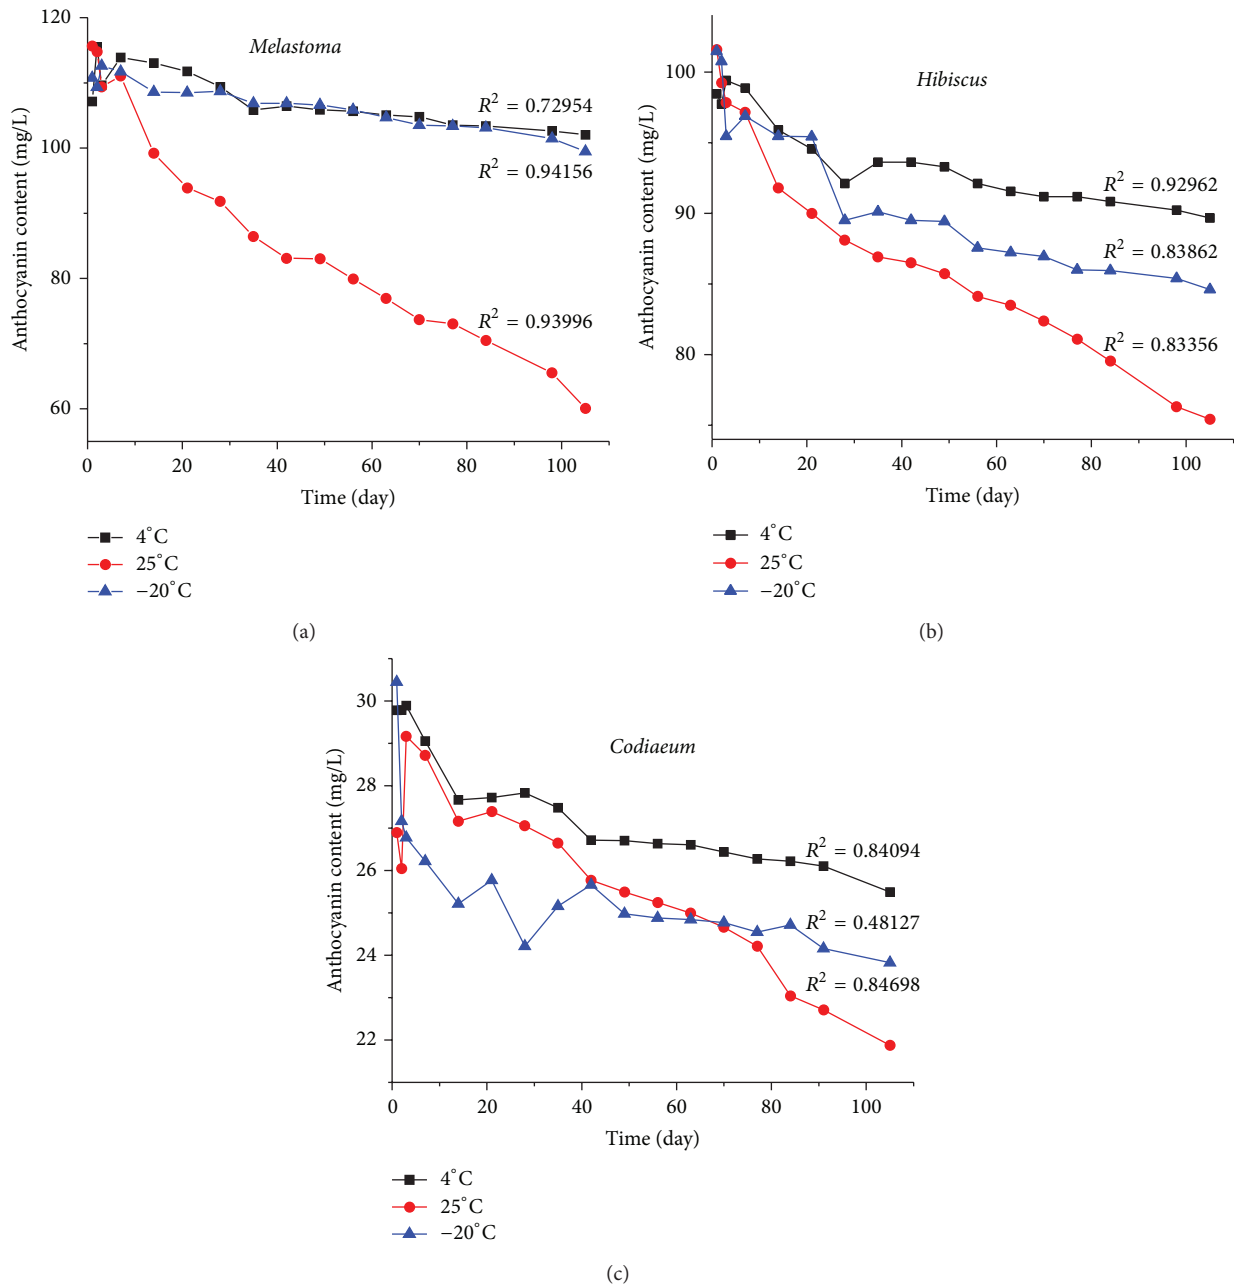 120
100
80
60
Anthocyanin content (mg/L)
Melastoma
R² = 0.72954
R² = 0.94156
R² = 0.93996
0 20 40 60 80 100
Time (day)
4°C
25°C
−20°C
(a)
100
90
80
Anthocyanin content (mg/L)
Hibiscus
R² = 0.92962
R² = 0.83862
R² = 0.83356
0 20 40 60 80 100
Time (day)
4°C
25°C
−20°C
(b)
30
28
26
24
22
Anthocyanin content (mg/L)
Codiaeum
R² = 0.84094
R² = 0.48127
R² = 0.84698
0 20 40 60 80 100
Time (day)
4°C
25°C
−20°C
(c)